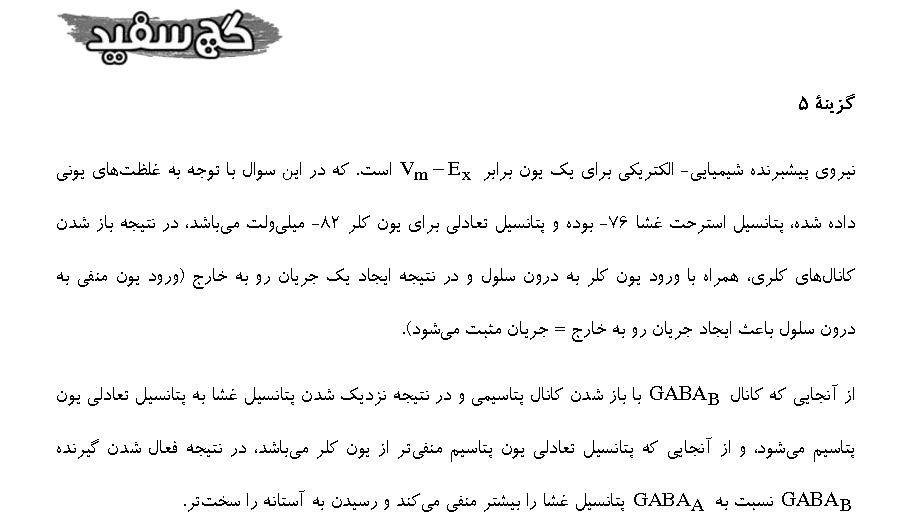 گچ سفید
گزینهٔ ۵
نیروی پیشبرنده شیمیایی- الکتریکی برای یک یون برابر Vm−Ex است. که در این سوال با توجه به غلظت‌های یونی
داده شده، پتانسیل استرحت غشا ۷۶- بوده و پتانسیل تعادلی برای یون کلر ۸۲- میلی‌ولت می‌باشد، در نتیجه باز شدن
کانال‌های کلری، همراه با ورود یون کلر به درون سلول و در نتیجه ایجاد یک جریان رو به خارج (ورود یون منفی به
درون سلول باعث ایجاد جریان رو به خارج = جریان مثبت می‌شود).
از آنجایی که کانال GABAB با باز شدن کانال پتاسیمی و در نتیجه نزدیک شدن پتانسیل غشا به پتانسیل تعادلی یون
پتاسیم می‌شود، و از آنجایی که پتانسیل تعادلی یون پتاسیم منفی‌تر از یون کلر می‌باشد، در نتیجه فعال شدن گیرنده
GABAB نسبت به GABAA پتانسیل غشا را بیشتر منفی می‌کند و رسیدن به آستانه را سخت‌تر.